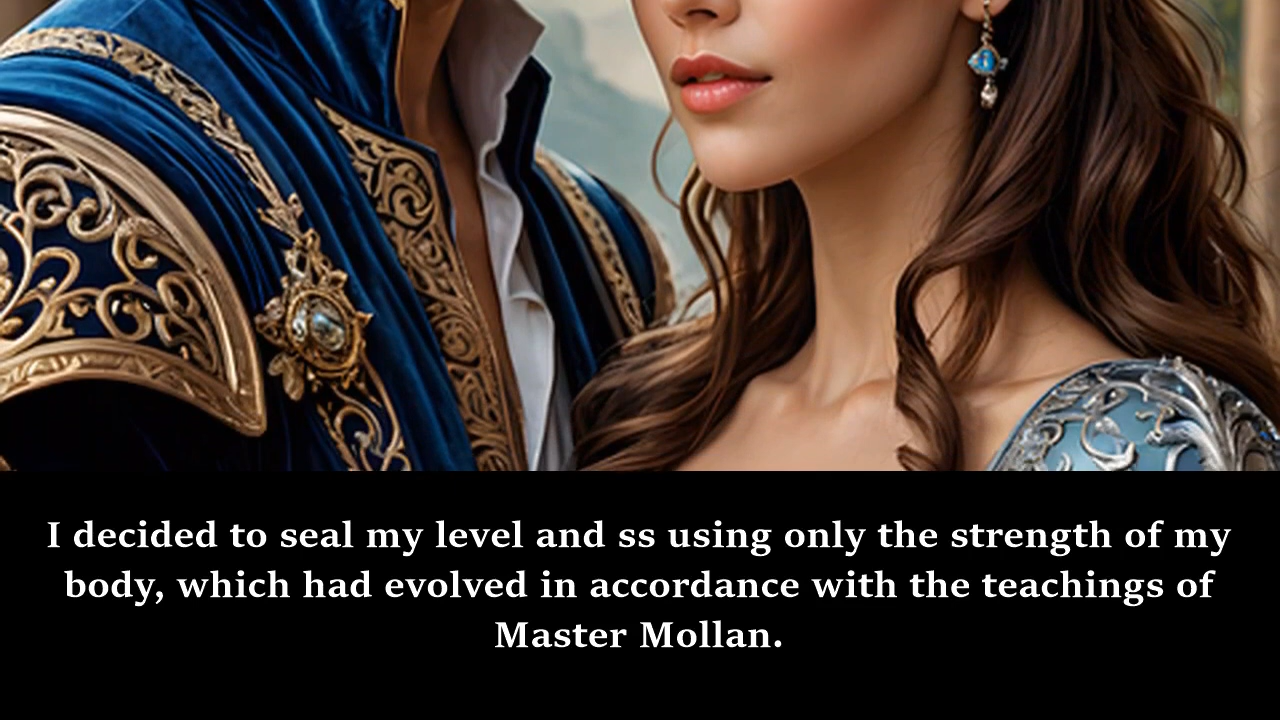 I decided to seal my level and ss using only the strength of my
body, which had evolved in accordance with the teachings of
Master Mollan.